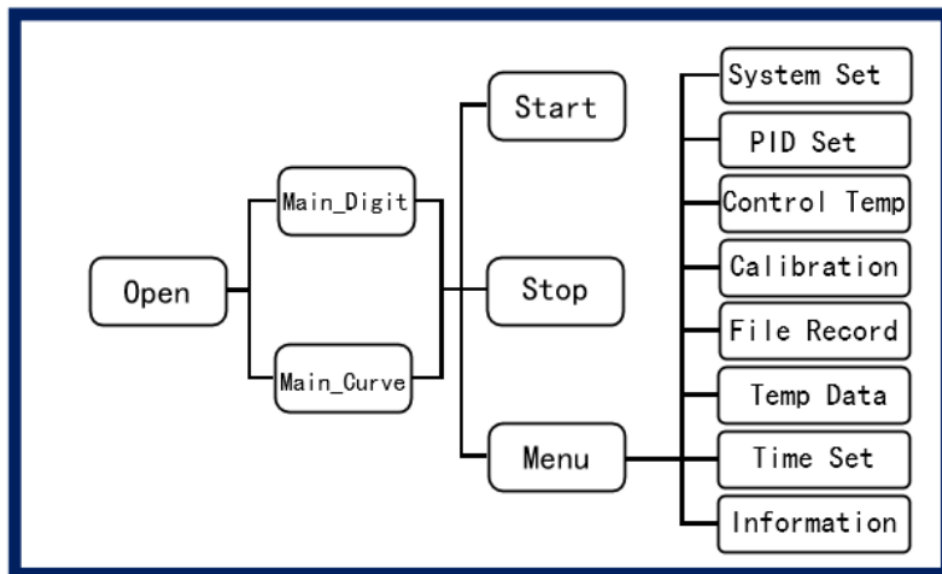 Open
Main_Digit
Main_Curve
Start
Stop
Menu
System Set
PID Set
Control Temp
Calibration
File Record
Temp Data
Time Set
Information